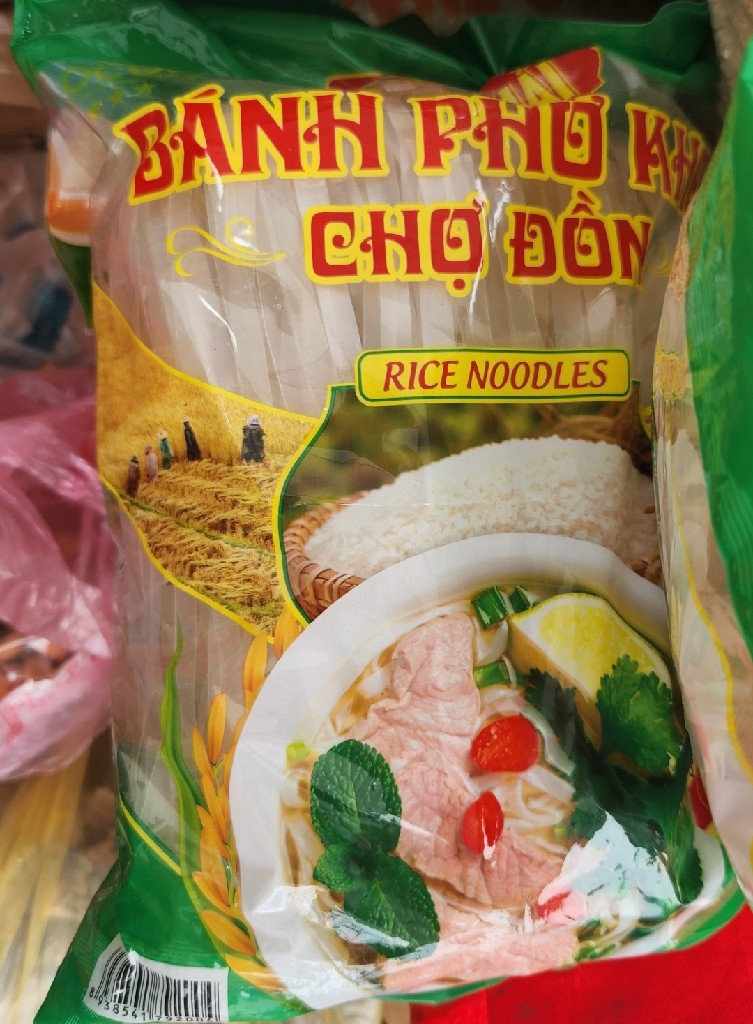 BÁNH PHỞ KH
CHỢ ĐỒN
RICE NOODLES